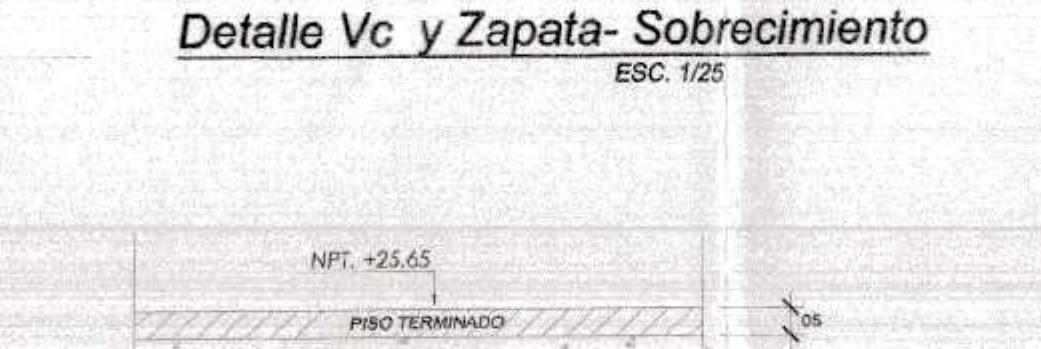 Detalle Vc y Zapata- Sobrecimiento
ESC. 1/25
NPT. +25.65
PISO TERMINADO
05